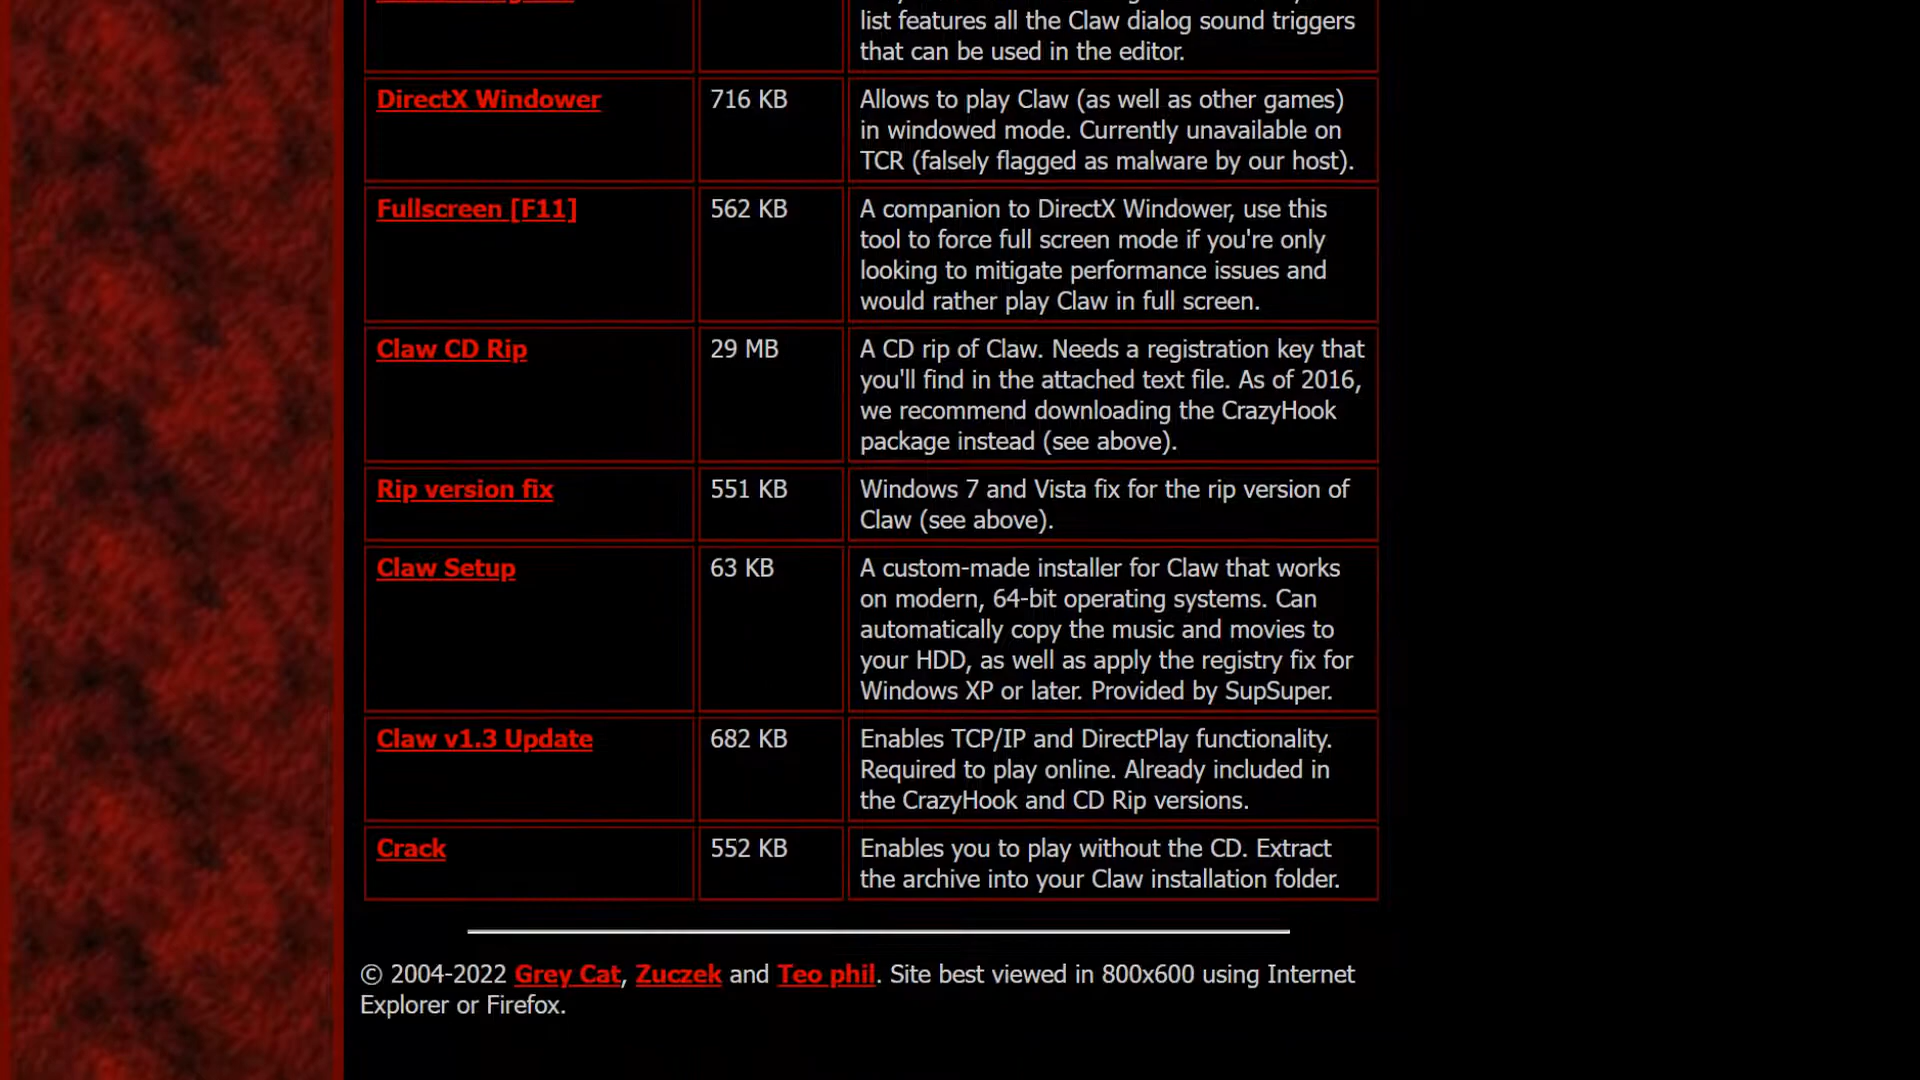 list features all the Claw dialog sound triggers
that can be used in the editor.
DirectX Windower
716 KB
Allows to play Claw (as well as other games)
in windowed mode. Currently unavailable on
TCR (falsely flagged as malware by our host).
Fullscreen [F11]
562 KB
A companion to DirectX Windower, use this
tool to force full screen mode if you're only
looking to mitigate performance issues and
would rather play Claw in full screen.
Claw CD Rip
29 MB
A CD rip of Claw. Needs a registration key that
you'll find in the attached text file. As of 2016,
we recommend downloading the CrazyHook
package instead (see above).
Rip version fix
551 KB
Windows 7 and Vista fix for the rip version of
Claw (see above).
Claw Setup
63 KB
A custom-made installer for Claw that works
on modern, 64-bit operating systems. Can
automatically copy the music and movies to
your HDD, as well as apply the registry fix for
Windows XP or later. Provided by SupSuper.
Claw v1.3 Update
682 KB
Enables TCP/IP and DirectPlay functionality.
Required to play online. Already included in
the CrazyHook and CD Rip versions.
Crack
552 KB
Enables you to play without the CD. Extract
the archive into your Claw installation folder.
© 2004-2022 Grey Cat, Zuczek and Teo phil. Site best viewed in 800x600 using Internet
Explorer or Firefox.